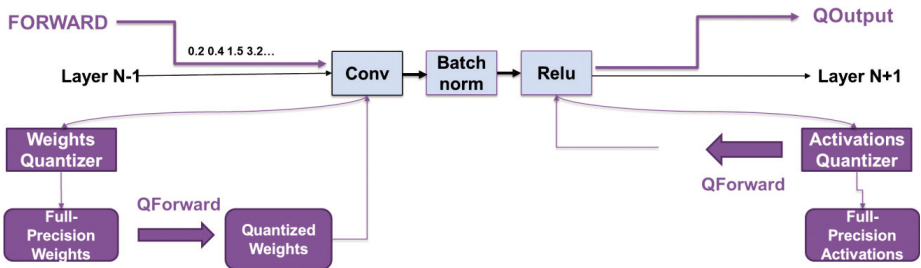 FORWARD
QOutput
0.2 0.4 1.5 3.2...
Layer N-1
Conv
Batch
norm
Relu
Layer N+1
Weights
Quantizer
Activations
Quantizer
QForward
QForward
Full-
Precision
Weights
Quantized
Weights
Full-
Precision
Activations